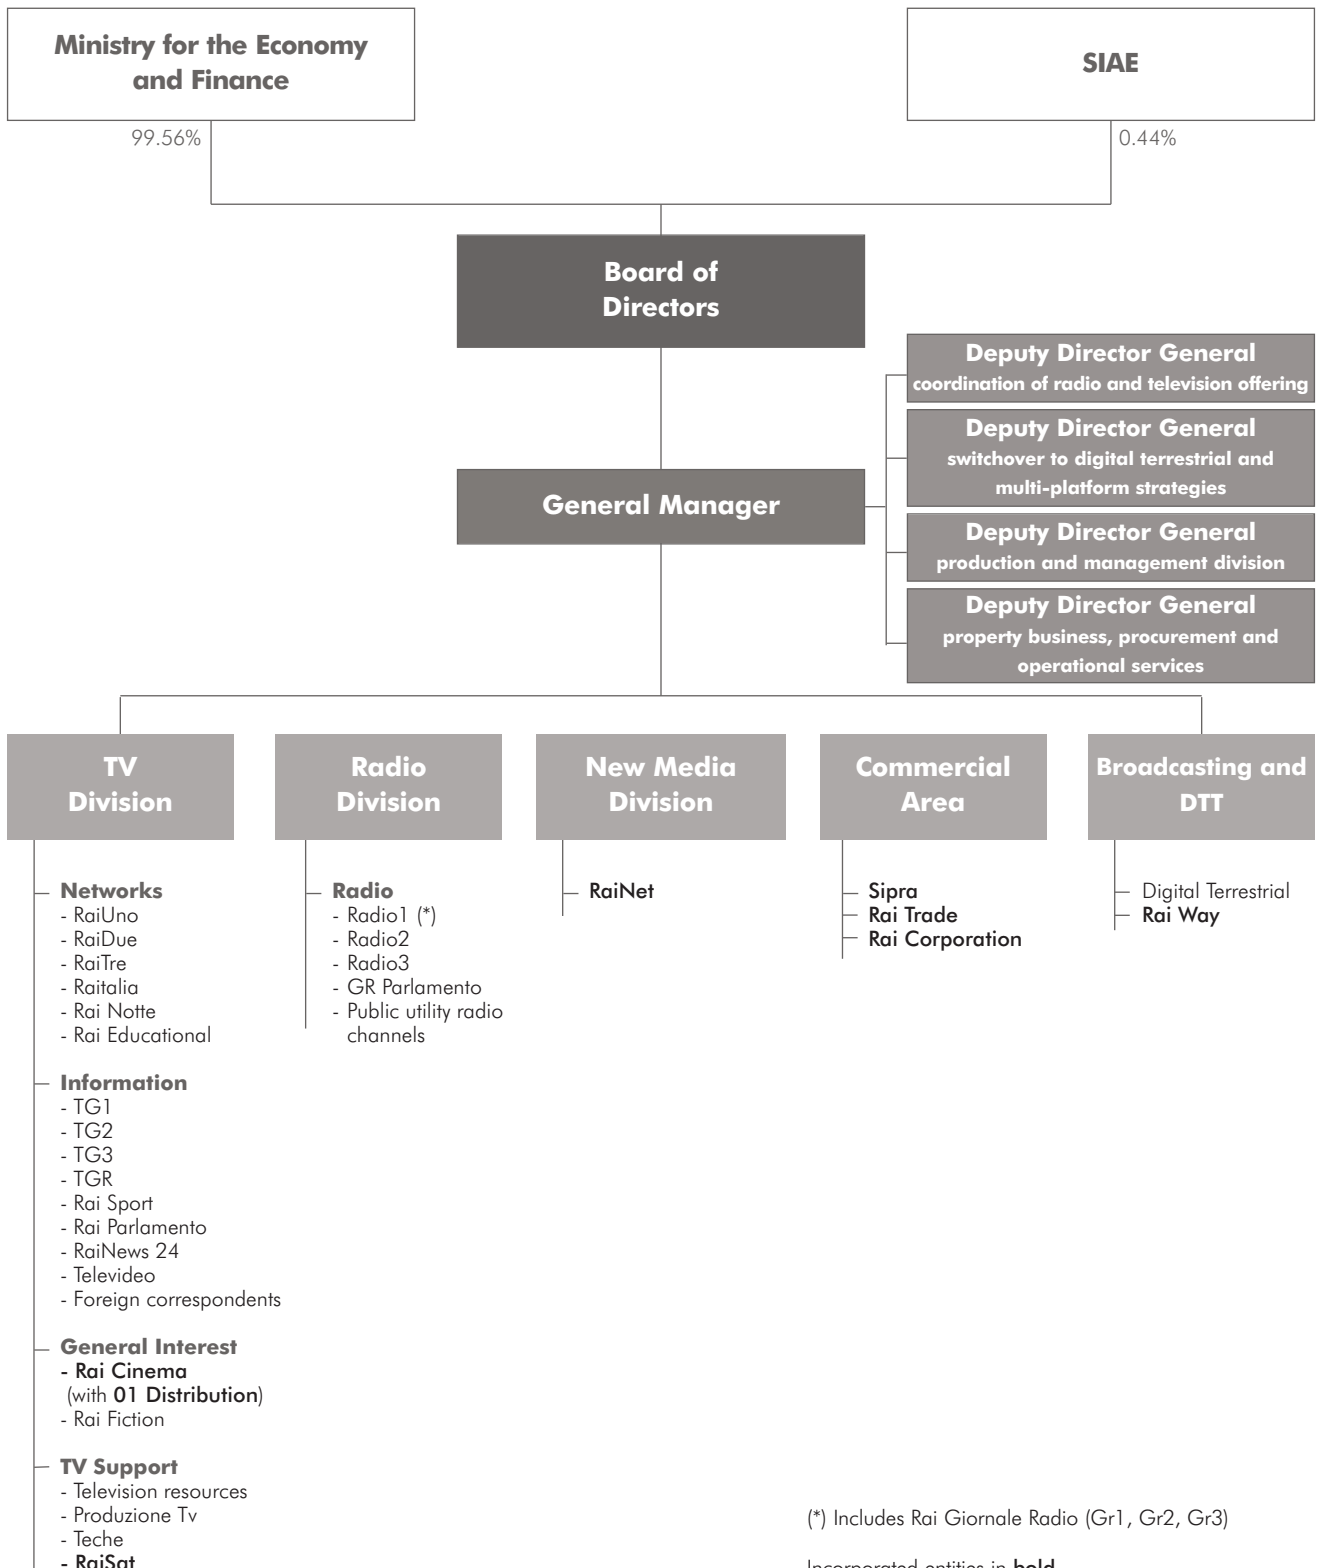 Ministry for the Economy
and Finance
SIAE
99.56%
0.44%
Board of
Directors
Deputy Director General
coordination of radio and television offering
Deputy Director General
switchover to digital terrestrial and
multi-platform strategies
General Manager
Deputy Director General
production and management division
Deputy Director General
property business, procurement and
operational services
TV
Division
Radio
Division
New Media
Division
Commercial
Area
Broadcasting and
DTT
Networks
- RaiUno
- RaiDue
- RaiTre
- Raitalia
- Rai Notte
- Rai Educational
Information
- TG1
- TG2
- TG3
- TGR
- Rai Sport
- Rai Parlamento
- RaiNews 24
- Televideo
- Foreign correspondents
General Interest
- Rai Cinema
(with 01 Distribution)
- Rai Fiction
TV Support
- Television resources
- Produzione Tv
- Teche
- RaiSat
Radio
- Radio1 (*)
- Radio2
- Radio3
- GR Parlamento
- Public utility radio
channels
RaiNet
Sipra
Rai Trade
Rai Corporation
Digital Terrestrial
Rai Way
(*) Includes Rai Giornale Radio (Gr1, Gr2, Gr3)
Incorporated entities in bold